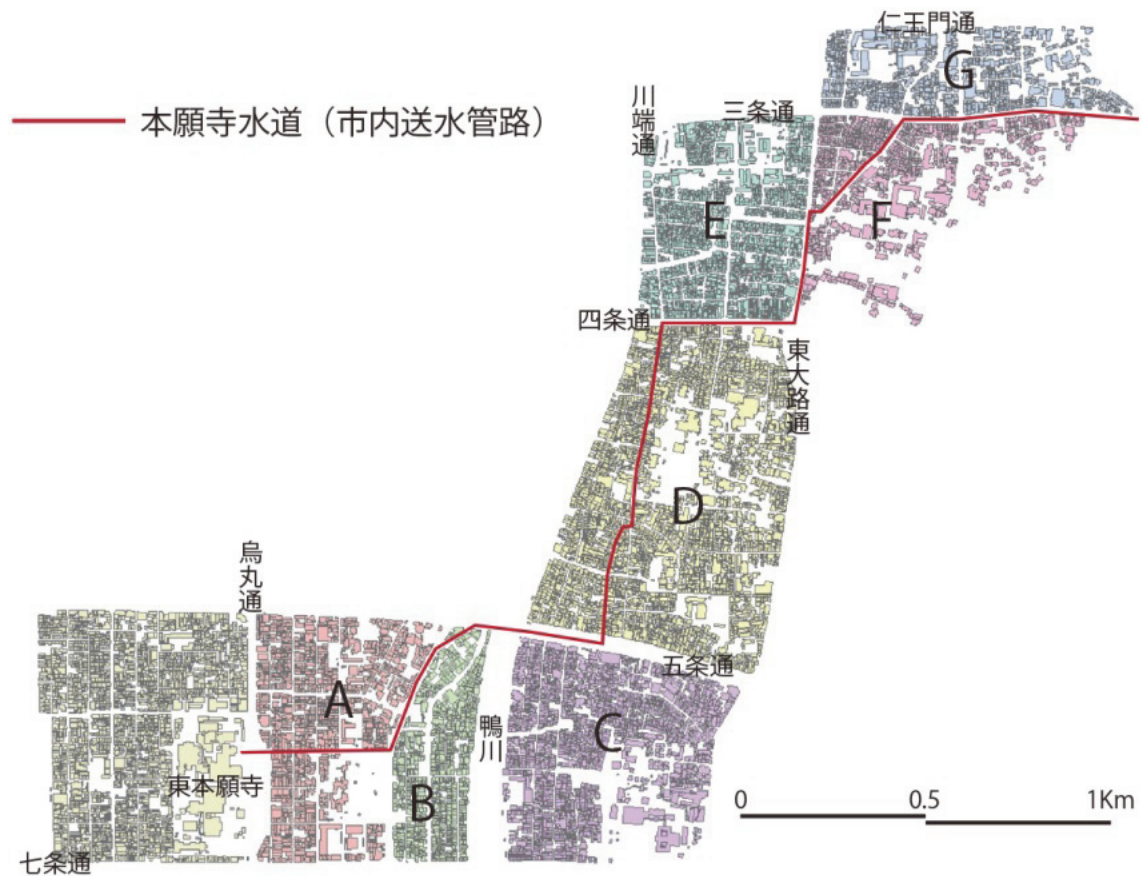 仁王門通
G
川端通
三条通
本願寺水道（市内送水管路）
E
F
四条通
東大路通
D
烏丸通
五条通
A
鴨川
C
東本願寺
B
0
0.5
1Km
七条通